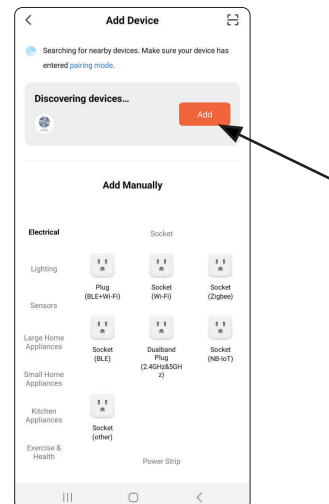 Add Device
Searching for nearby devices. Make sure your device has
entered pairing mode.
Discovering devices...
Add
Add Manually
Electrical
Socket
Lighting
Plug
(BLE+Wi-Fi)
Socket
(Wi-Fi)
Socket
(Zigbee)
Sensors
Large Home
Appliances
Socket
(BLE)
Dualband
Plug
(2.4GHz&5GH
z)
Socket
(NB-IoT)
Small Home
Appliances
Kitchen
Appliances
Socket
(other)
Exercise &
Health
Power Strip